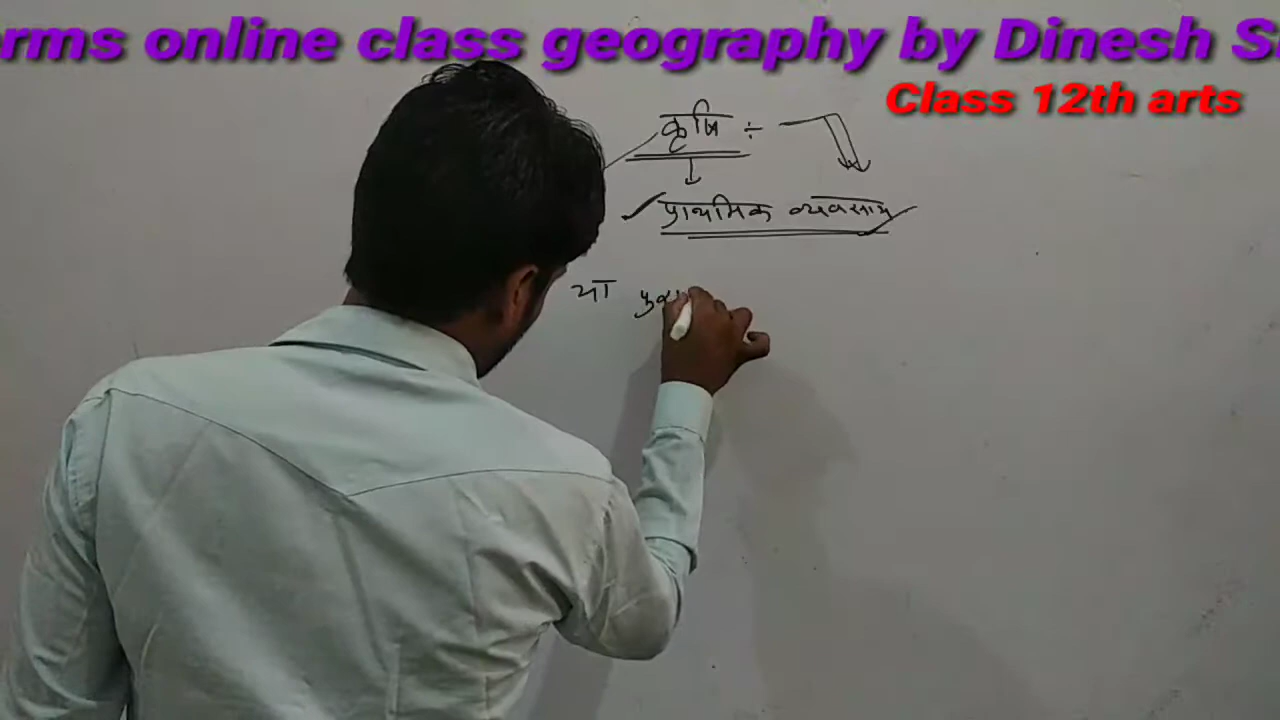 rms online class geography by Dinesh S
Class 12th arts
कृषि ÷
प्राथमिक व्यवसाय
या